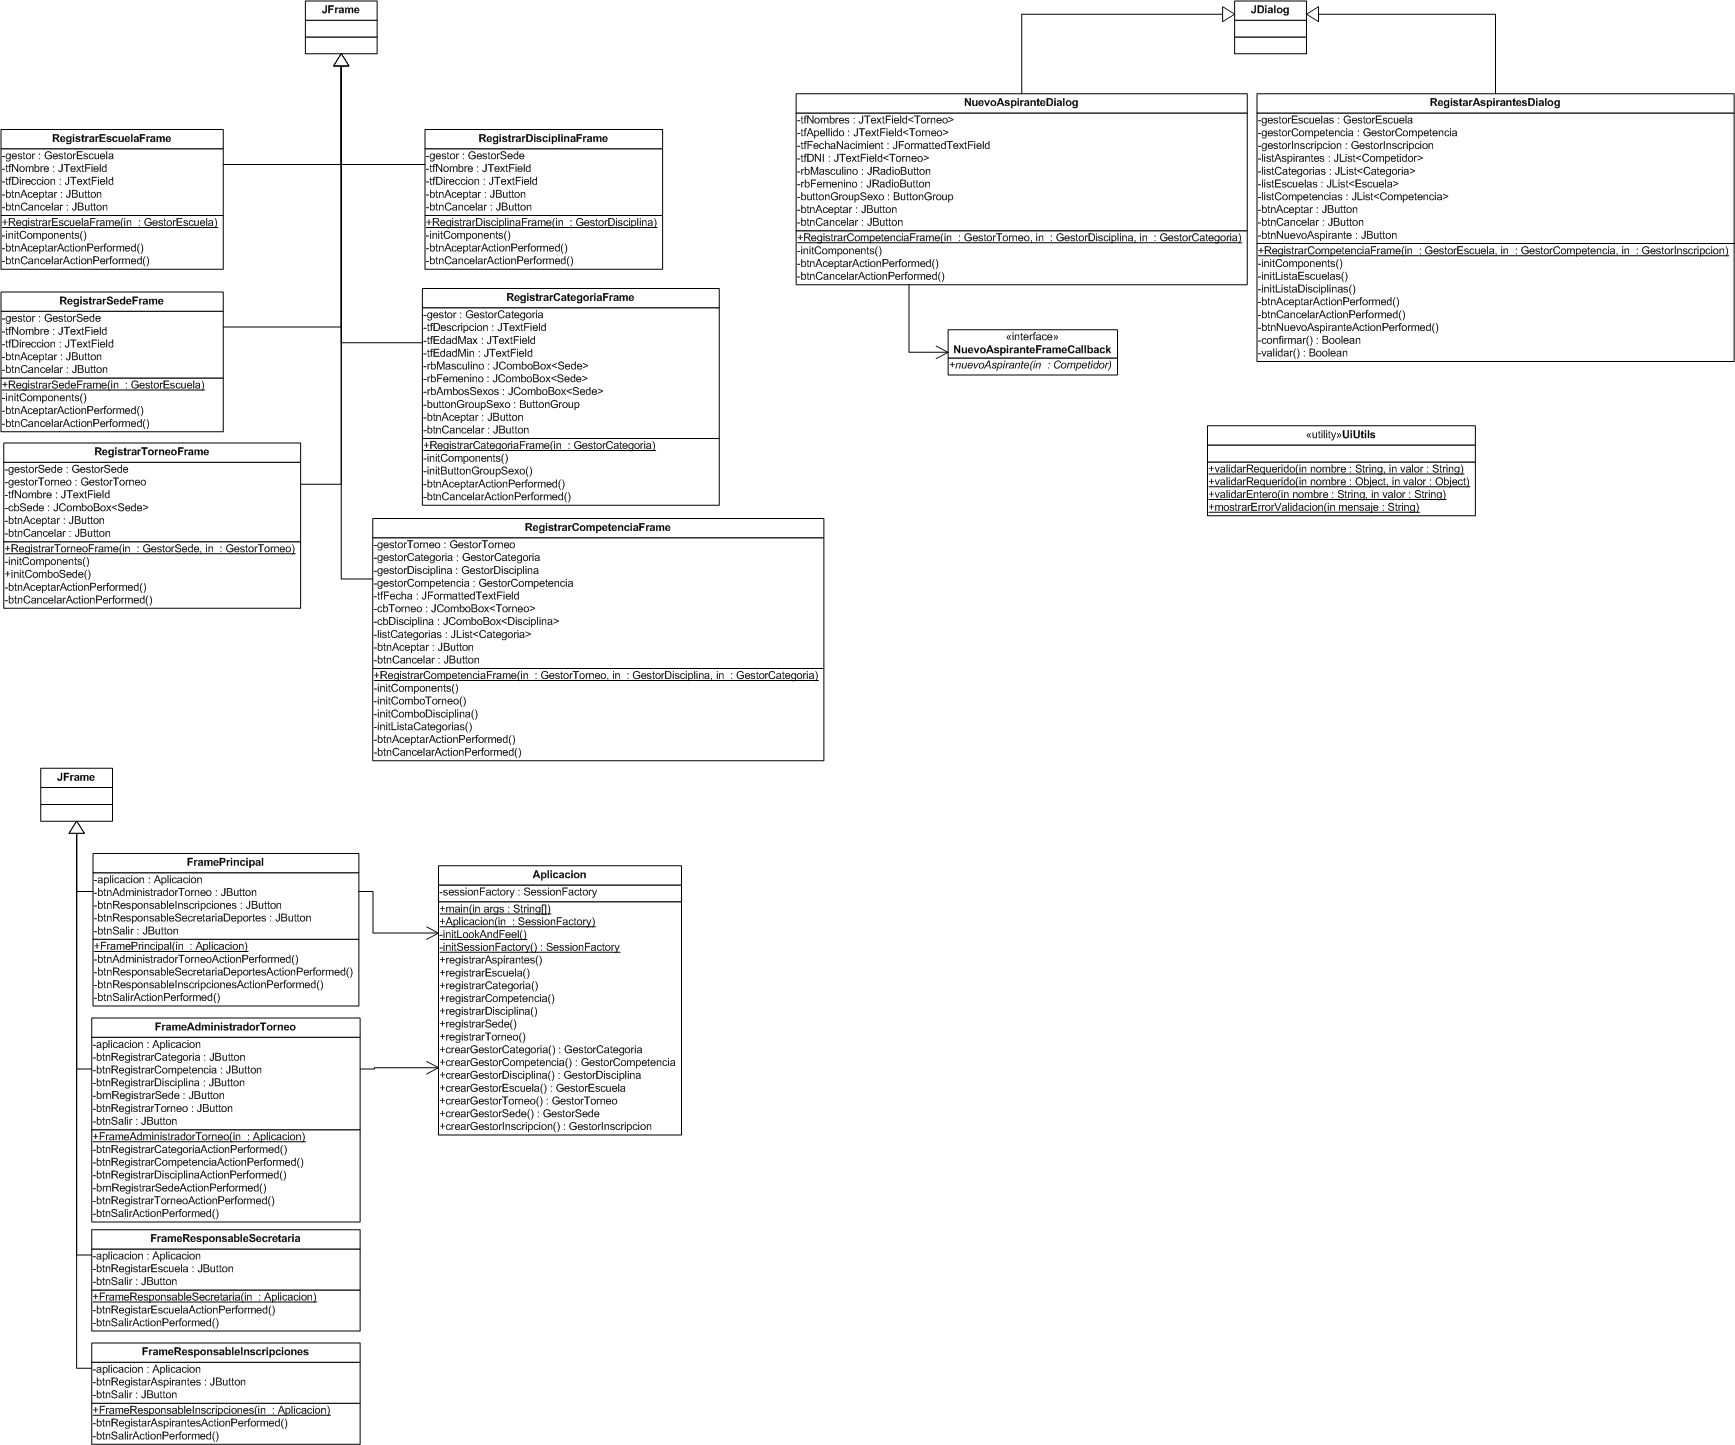 JFrame
JDialog
RegistrarEscuelaFrame
-gestor : GestorEscuela
-tfNombre : JTextField
-tfDireccion : JTextField
-btnAceptar : JButton
-btnCancelar : JButton
+RegistrarEscuelaFrame(in _: GestorEscuela)
-initComponents()
-btnAceptarActionPerformed()
-btnCancelarActionPerformed()
RegistrarDisciplinaFrame
-gestor : GestorSede
-tfNombre : JTextField
-tfDireccion : JTextField
-btnAceptar : JButton
-btnCancelar : JButton
+RegistrarDisciplinaFrame(in _: GestorDisciplina)
-initComponents()
-btnAceptarActionPerformed()
-btnCancelarActionPerformed()
NuevoAspiranteDialog
-tfNombres : JTextField<Torneo>
-tfApellido : JTextField<Torneo>
-tfFechaNacimient : JFormattedTextField
-tfDNI : JTextField<Torneo>
-rbMasculino : JRadioButton
-rbFemenino : JRadioButton
-buttonGroupSexo : ButtonGroup
-btnAceptar : JButton
-btnCancelar : JButton
+RegistrarCompetenciaFrame(in _: GestorTorneo, in _: GestorDisciplina, in _: GestorCategoria)
-initComponents()
-btnAceptarActionPerformed()
-btnCancelarActionPerformed()
RegistarAspirantesDialog
-gestorEscuelas : GestorEscuela
-gestorCompetencia : GestorCompetencia
-gestorInscripcion : GestorInscripcion
-listAspirantes : JList<Competidor>
-listCategorias : JList<Categoria>
-listEscuelas : JList<Escuela>
-listCompetencias : JList<Competencia>
-btnAceptar : JButton
-btnCancelar : JButton
-btnNuevoAspirante : JButton
+RegistrarCompetenciaFrame(in _: GestorEscuela, in _: GestorCompetencia, in _: GestorInscripcion)
-initComponents()
-initListaEscuelas()
-initListaDisciplinas()
-btnAceptarActionPerformed()
-btnCancelarActionPerformed()
-btnNuevoAspiranteActionPerformed()
-confirmar() : Boolean
-validar() : Boolean
RegistrarSedeFrame
-gestor : GestorSede
-tfNombre : JTextField
-tfDireccion : JTextField
-btnAceptar : JButton
-btnCancelar : JButton
+RegistrarSedeFrame(in _: GestorEscuela)
-initComponents()
-btnAceptarActionPerformed()
-btnCancelarActionPerformed()
RegistrarCategoriaFrame
-gestor : GestorCategoria
-tfDescripcion : JTextField
-tfEdadMax : JTextField
-tfEdadMin : JTextField
-rbMasculino : JComboBox<Sede>
-rbFemenino : JComboBox<Sede>
-rbAmbosSexos : JComboBox<Sede>
-buttonGroupSexo : ButtonGroup
-btnAceptar : JButton
-btnCancelar : JButton
+RegistrarCategoriaFrame(in _: GestorCategoria)
-initComponents()
-initButtonGroupSexo()
-btnAceptarActionPerformed()
-btnCancelarActionPerformed()
«interface»
NuevoAspiranteFrameCallback
+nuevoAspirante(in _: Competidor)
«utility»UiUtils
+validarRequerido(in nombre : String, in valor : String)
+validarRequerido(in nombre : Object, in valor : Object)
+validarEntero(in nombre : String, in valor : String)
+mostrarErrorValidacion(in mensaje : String)
RegistrarTorneoFrame
-gestorSede : GestorSede
-gestorTorneo : GestorTorneo
-tfNombre : JTextField
-cbSede : JComboBox<Sede>
-btnAceptar : JButton
-btnCancelar : JButton
+RegistrarTorneoFrame(in _: GestorSede, in _: GestorTorneo)
-initComponents()
+initComboSede()
-btnAceptarActionPerformed()
-btnCancelarActionPerformed()
RegistrarCompetenciaFrame
-gestorTorneo : GestorTorneo
-gestorCategoria : GestorCategoria
-gestorDisciplina : GestorDisciplina
-gestorCompetencia : GestorCompetencia
-tfFecha : JFormattedTextField
-cbTorneo : JComboBox<Torneo>
-cbDisciplina : JComboBox<Disciplina>
-listCategorias : JList<Categoria>
-btnAceptar : JButton
-btnCancelar : JButton
+RegistrarCompetenciaFrame(in _: GestorTorneo, in _: GestorDisciplina, in _: GestorCategoria)
-initComponents()
-initComboTorneo()
-initComboDisciplina()
-initListaCategorias()
-btnAceptarActionPerformed()
-btnCancelarActionPerformed()
JFrame
FramePrincipal
-aplicacion : Aplicacion
-btnAdministradorTorneo : JButton
-btnResponsableInscripciones : JButton
-btnResponsableSecretariaDeportes : JButton
-btnSalir : JButton
+FramePrincipal(in _: Aplicacion)
-btnAdministradorTorneoActionPerformed()
-btnResponsableSecretariaDeportesActionPerformed()
-btnResponsableInscripcionesActionPerformed()
-btnSalirActionPerformed()
Aplicacion
-sessionFactory : SessionFactory
+main(in args : String[])
+Aplicacion(in _: SessionFactory)
-initLookAndFeel()
-initSessionFactory() : SessionFactory
+registrarAspirantes()
+registrarEscuela()
+registrarCategoria()
+registrarCompetencia()
+registrarDisciplina()
+registrarSede()
+registrarTorneo()
+crearGestorCategoria() : GestorCategoria
+crearGestorCompetencia() : GestorCompetencia
+crearGestorDisciplina() : GestorDisciplina
+crearGestorEscuela() : GestorEscuela
+crearGestorTorneo() : GestorTorneo
+crearGestorSede() : GestorSede
+crearGestorInscripcion() : GestorInscripcion
FrameAdministradorTorneo
-aplicacion : Aplicacion
-btnRegistrarCategoria : JButton
-btnRegistrarCompetencia : JButton
-btnRegistrarDisciplina : JButton
-brnRegistrarSede : JButton
-btnRegistrarTorneo : JButton
-btnSalir : JButton
+FrameAdministradorTorneo(in _: Aplicacion)
-btnRegistrarCategoriaActionPerformed()
-btnRegistrarCompetenciaActionPerformed()
-btnRegistrarDisciplinaActionPerformed()
-brnRegistrarSedeActionPerformed()
-btnRegistrarTorneoActionPerformed()
-btnSalirActionPerformed()
FrameResponsableSecretaria
-aplicacion : Aplicacion
-btnRegistarEscuela : JButton
-btnSalir : JButton
+FrameResponsableSecretaria(in _: Aplicacion)
-btnRegistarEscuelaActionPerformed()
-btnSalirActionPerformed()
FrameResponsableInscripciones
-aplicacion : Aplicacion
-btnRegistarAspirantes : JButton
-btnSalir : JButton
+FrameResponsableInscripciones(in _: Aplicacion)
-btnRegistarAspirantesActionPerformed()
-btnSalirActionPerformed()